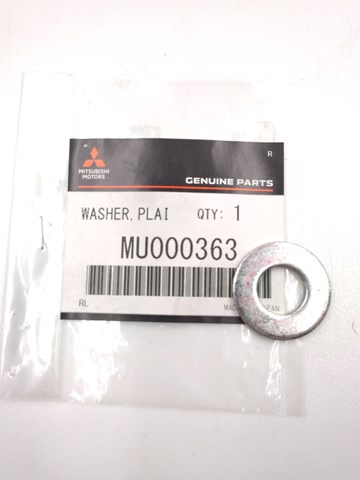 R
MITSUBISHI
MOTORS
GENUINE PARTS
WASHER, PLAI QTY: 1
MU000363
RL